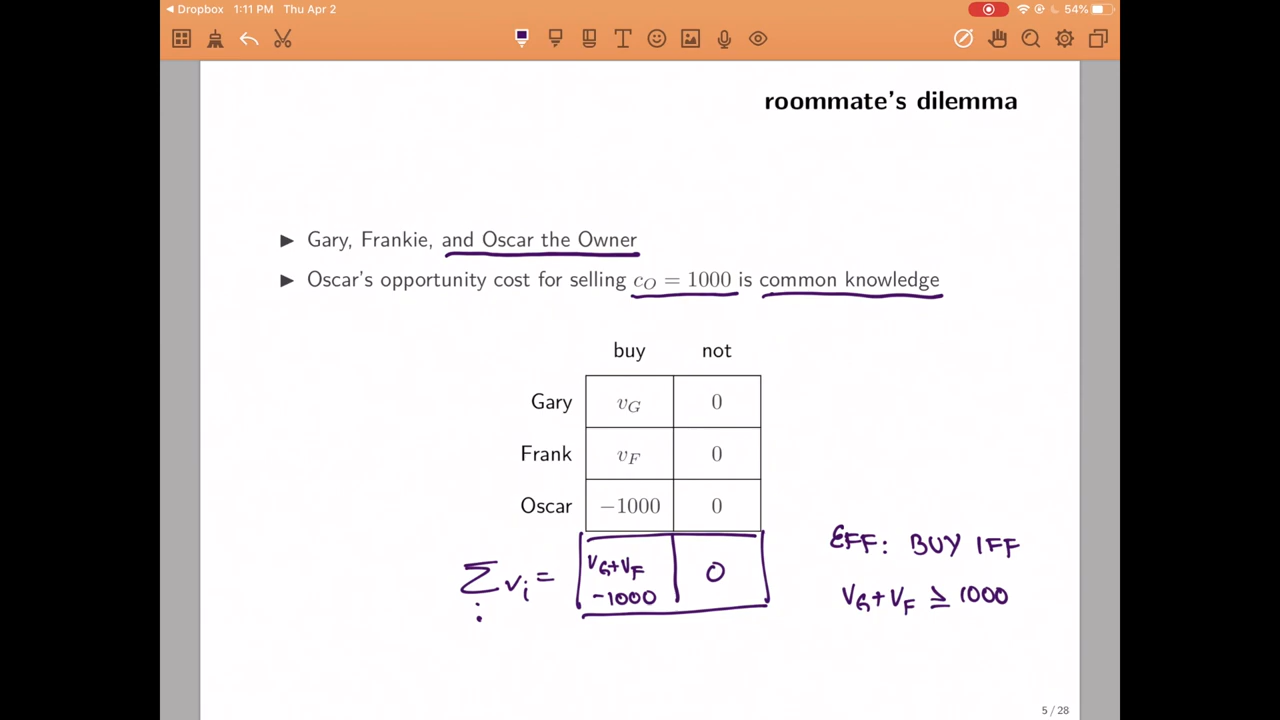 Dropbox 1:11 PM Thu Apr 2 54%
roommate's dilemma
▶ Gary, Frankie, and Oscar the Owner
▶ Oscar's opportunity cost for selling c_O = 1000 is common knowledge
buy not
Gary v_G 0
Frank v_F 0
Oscar −1000 0
∑_i v_i = V_G+V_F −1000 0
EFF: BUY IFF
V_G+V_F ≥ 1000
5 / 28